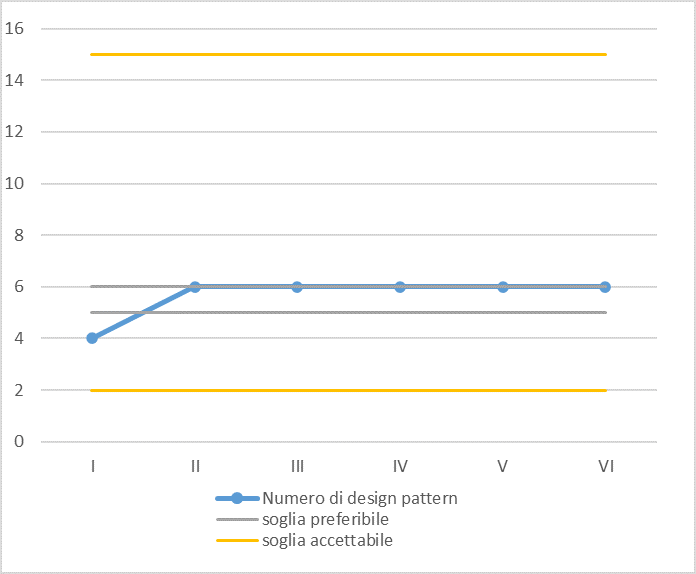 16
14
12
10
8
6
4
2
0
I II III IV V VI
Numero di design pattern
soglia preferibile
soglia accettabile